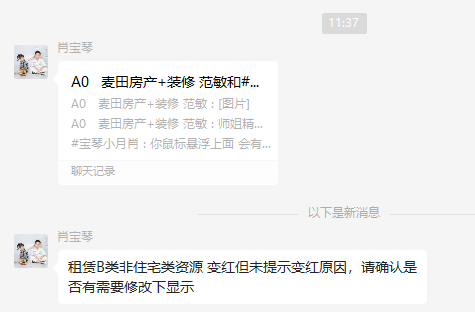 11:37
肖宝琴
A0 麦田房产+装修 范敏和#...
A0 麦田房产+装修 范敏 : [图片]
A0 麦田房产+装修 范敏 : 师姐精...
#宝琴小月肖 : 你鼠标悬浮上面 会有...
聊天记录
以下是新消息
肖宝琴
租赁B类非住宅类资源 变红但未提示变红原因，请确认是
否有需要修改下显示